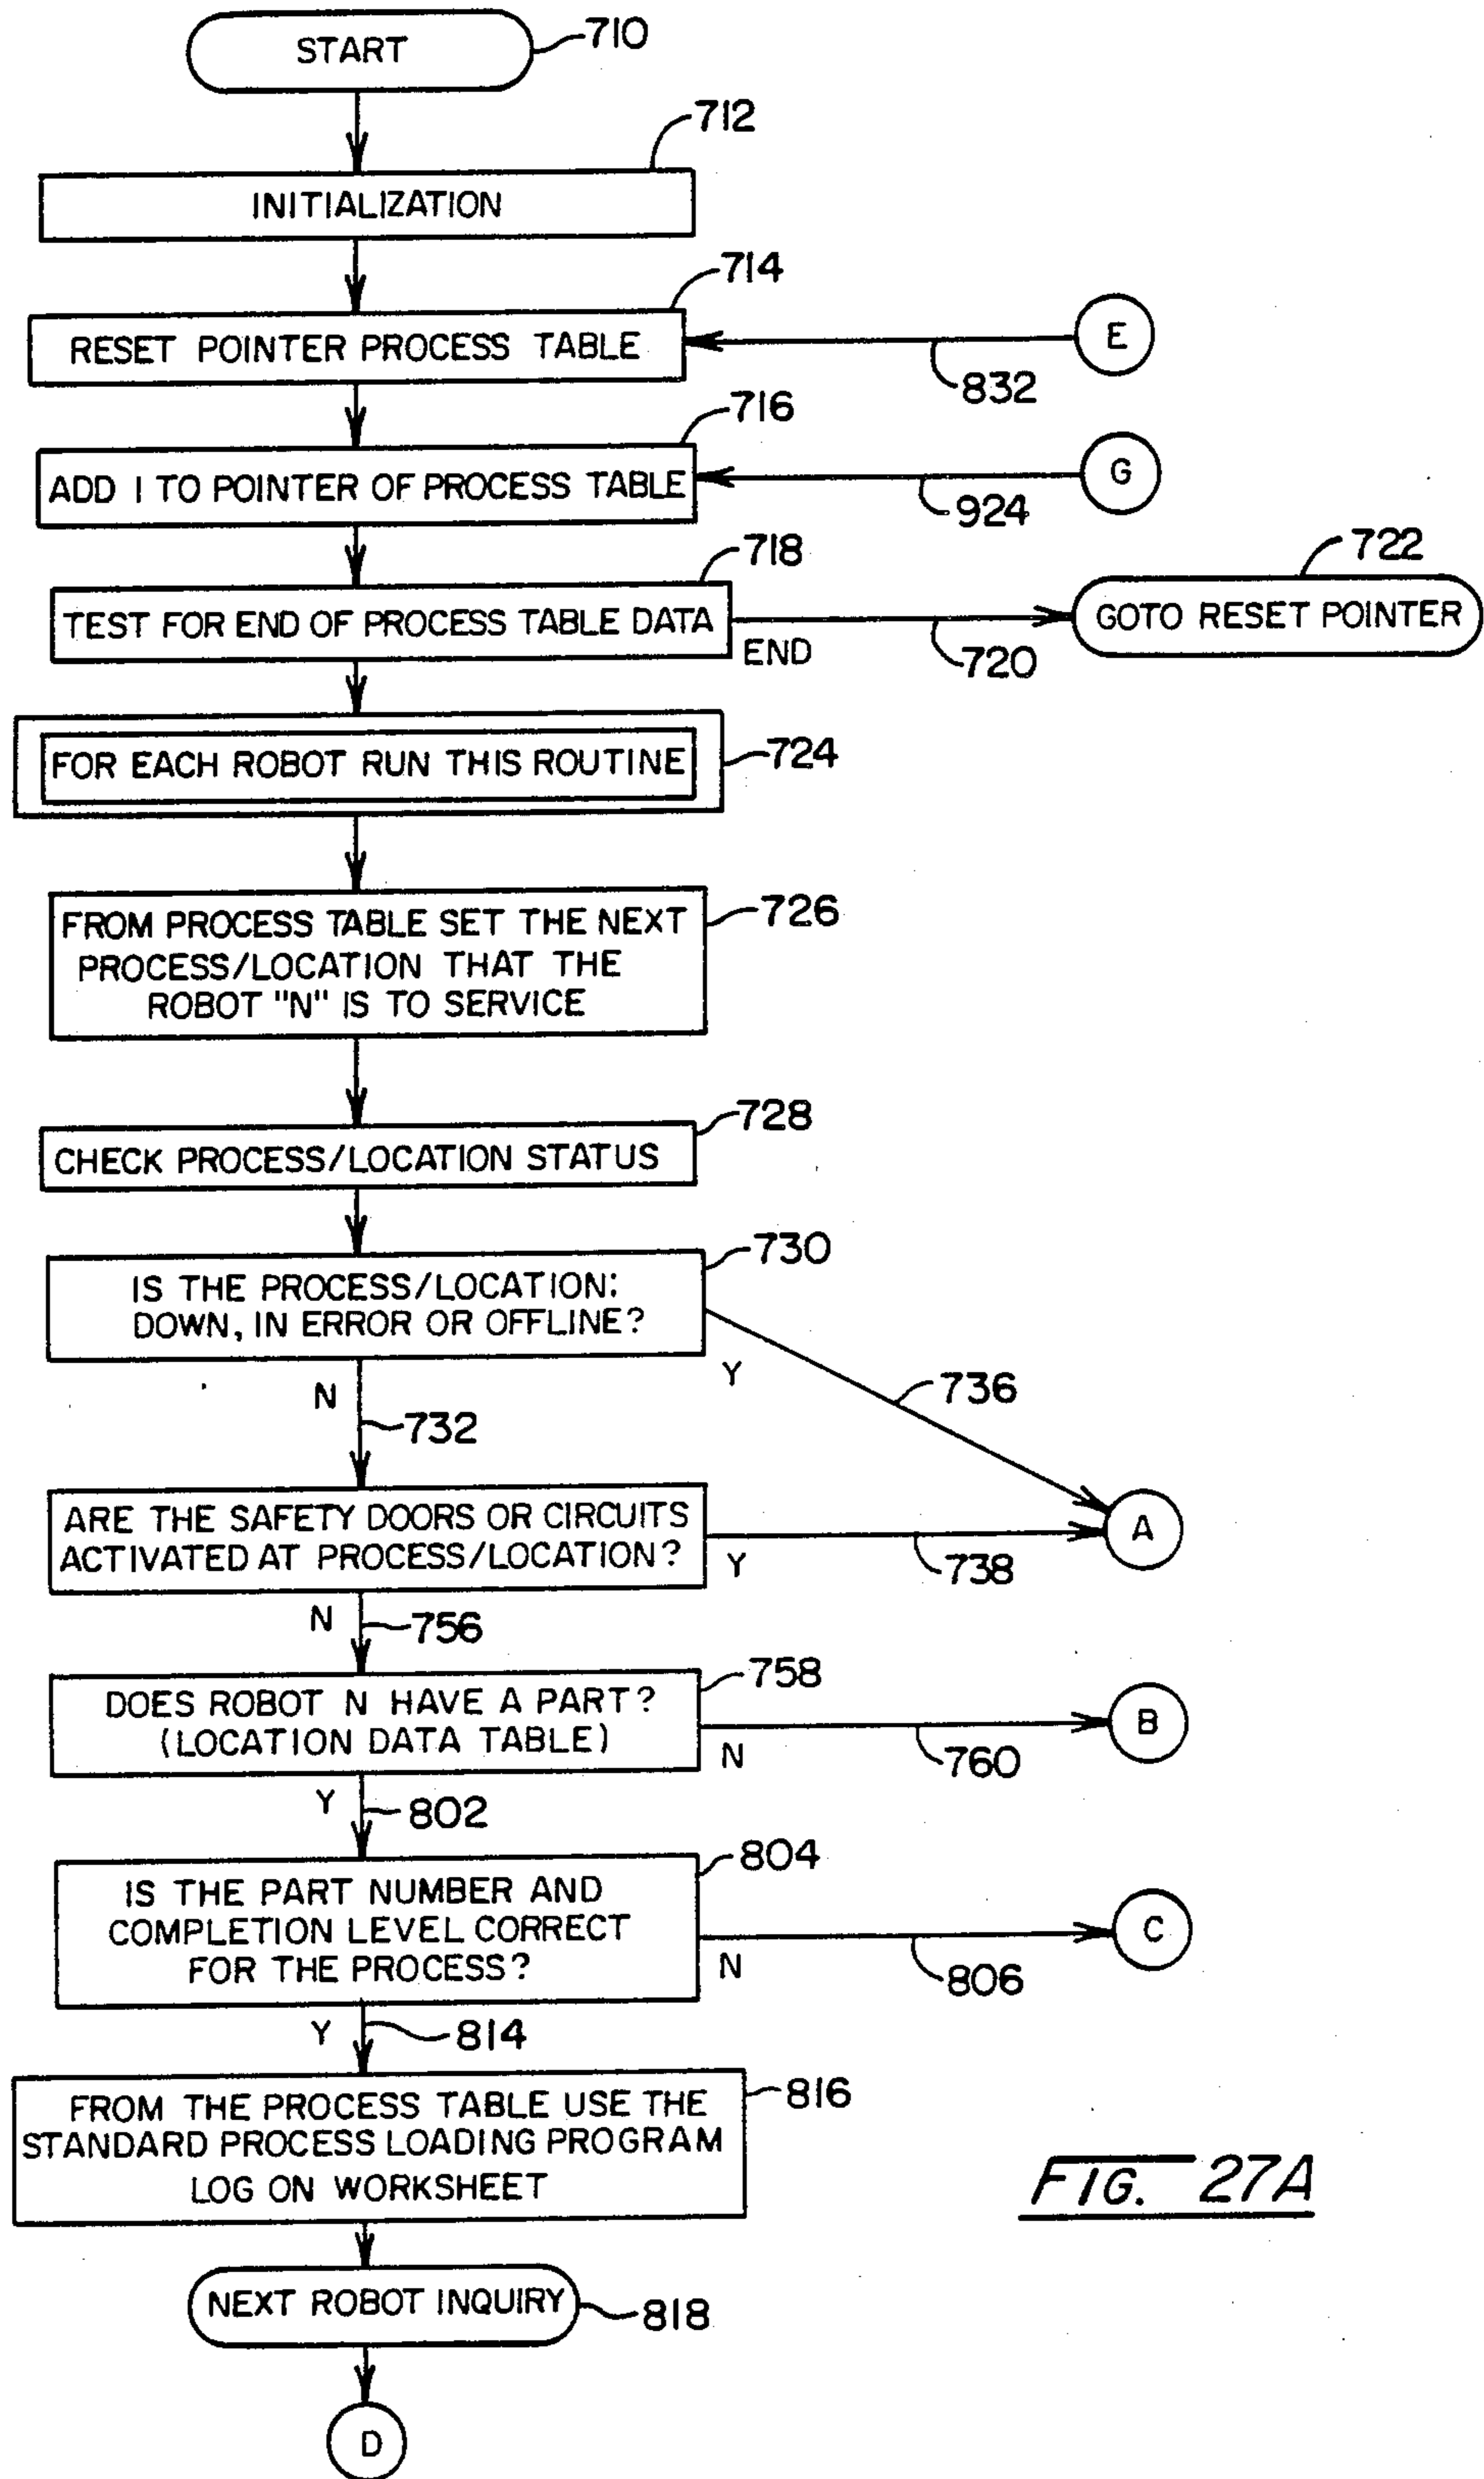 START
710
712
INITIALIZATION
714
RESET POINTER PROCESS TABLE
E
832
716
ADD 1 TO POINTER OF PROCESS TABLE
G
924
718
TEST FOR END OF PROCESS TABLE DATA
END
720
722
GOTO RESET POINTER
FOR EACH ROBOT RUN THIS ROUTINE
724
FROM PROCESS TABLE SET THE NEXT
PROCESS/LOCATION THAT THE
ROBOT "N" IS TO SERVICE
726
728
CHECK PROCESS/LOCATION STATUS
730
IS THE PROCESS/LOCATION:
DOWN, IN ERROR OR OFFLINE?
Y
736
N
732
ARE THE SAFETY DOORS OR CIRCUITS
ACTIVATED AT PROCESS/LOCATION?
Y
738
A
N
756
758
DOES ROBOT N HAVE A PART?
(LOCATION DATA TABLE)
N
760
B
Y
802
804
IS THE PART NUMBER AND
COMPLETION LEVEL CORRECT
FOR THE PROCESS?
N
806
C
Y
814
816
FROM THE PROCESS TABLE USE THE
STANDARD PROCESS LOADING PROGRAM
LOG ON WORKSHEET
FIG. 27A
NEXT ROBOT INQUIRY
818
D